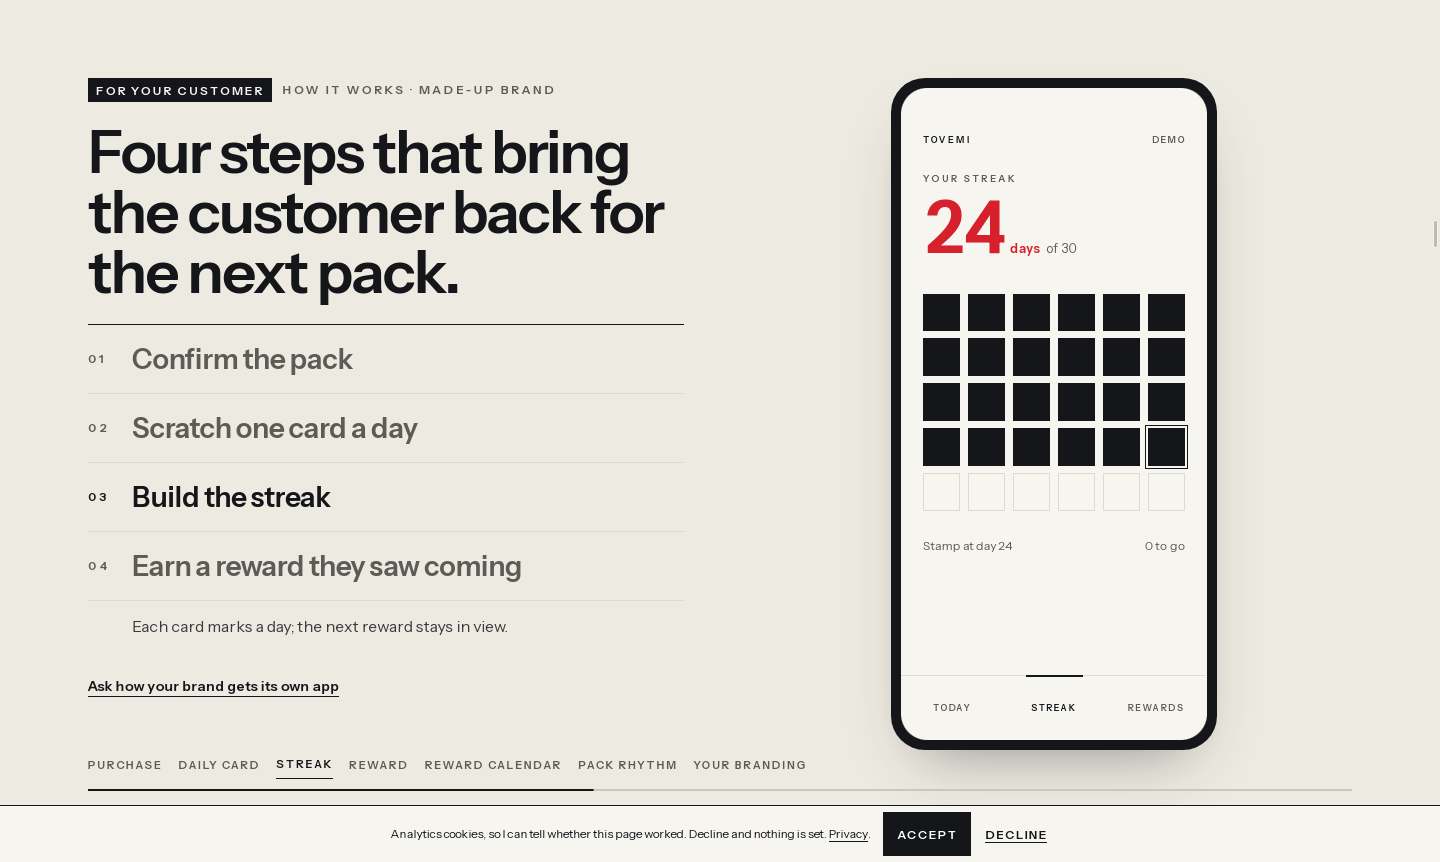 FOR YOUR CUSTOMER HOW IT WORKS · MADE-UP BRAND
Four steps that bring
the customer back for
the next pack.
01 Confirm the pack
02 Scratch one card a day
03 Build the streak
04 Earn a reward they saw coming
Each card marks a day; the next reward stays in view.
Ask how your brand gets its own app
TOVEMI DEMO
YOUR STREAK
24 days of 30
Stamp at day 24 0 to go
TODAY STREAK REWARDS
PURCHASE DAILY CARD STREAK REWARD REWARD CALENDAR PACK RHYTHM YOUR BRANDING
Analytics cookies, so I can tell whether this page worked. Decline and nothing is set. Privacy. ACCEPT DECLINE